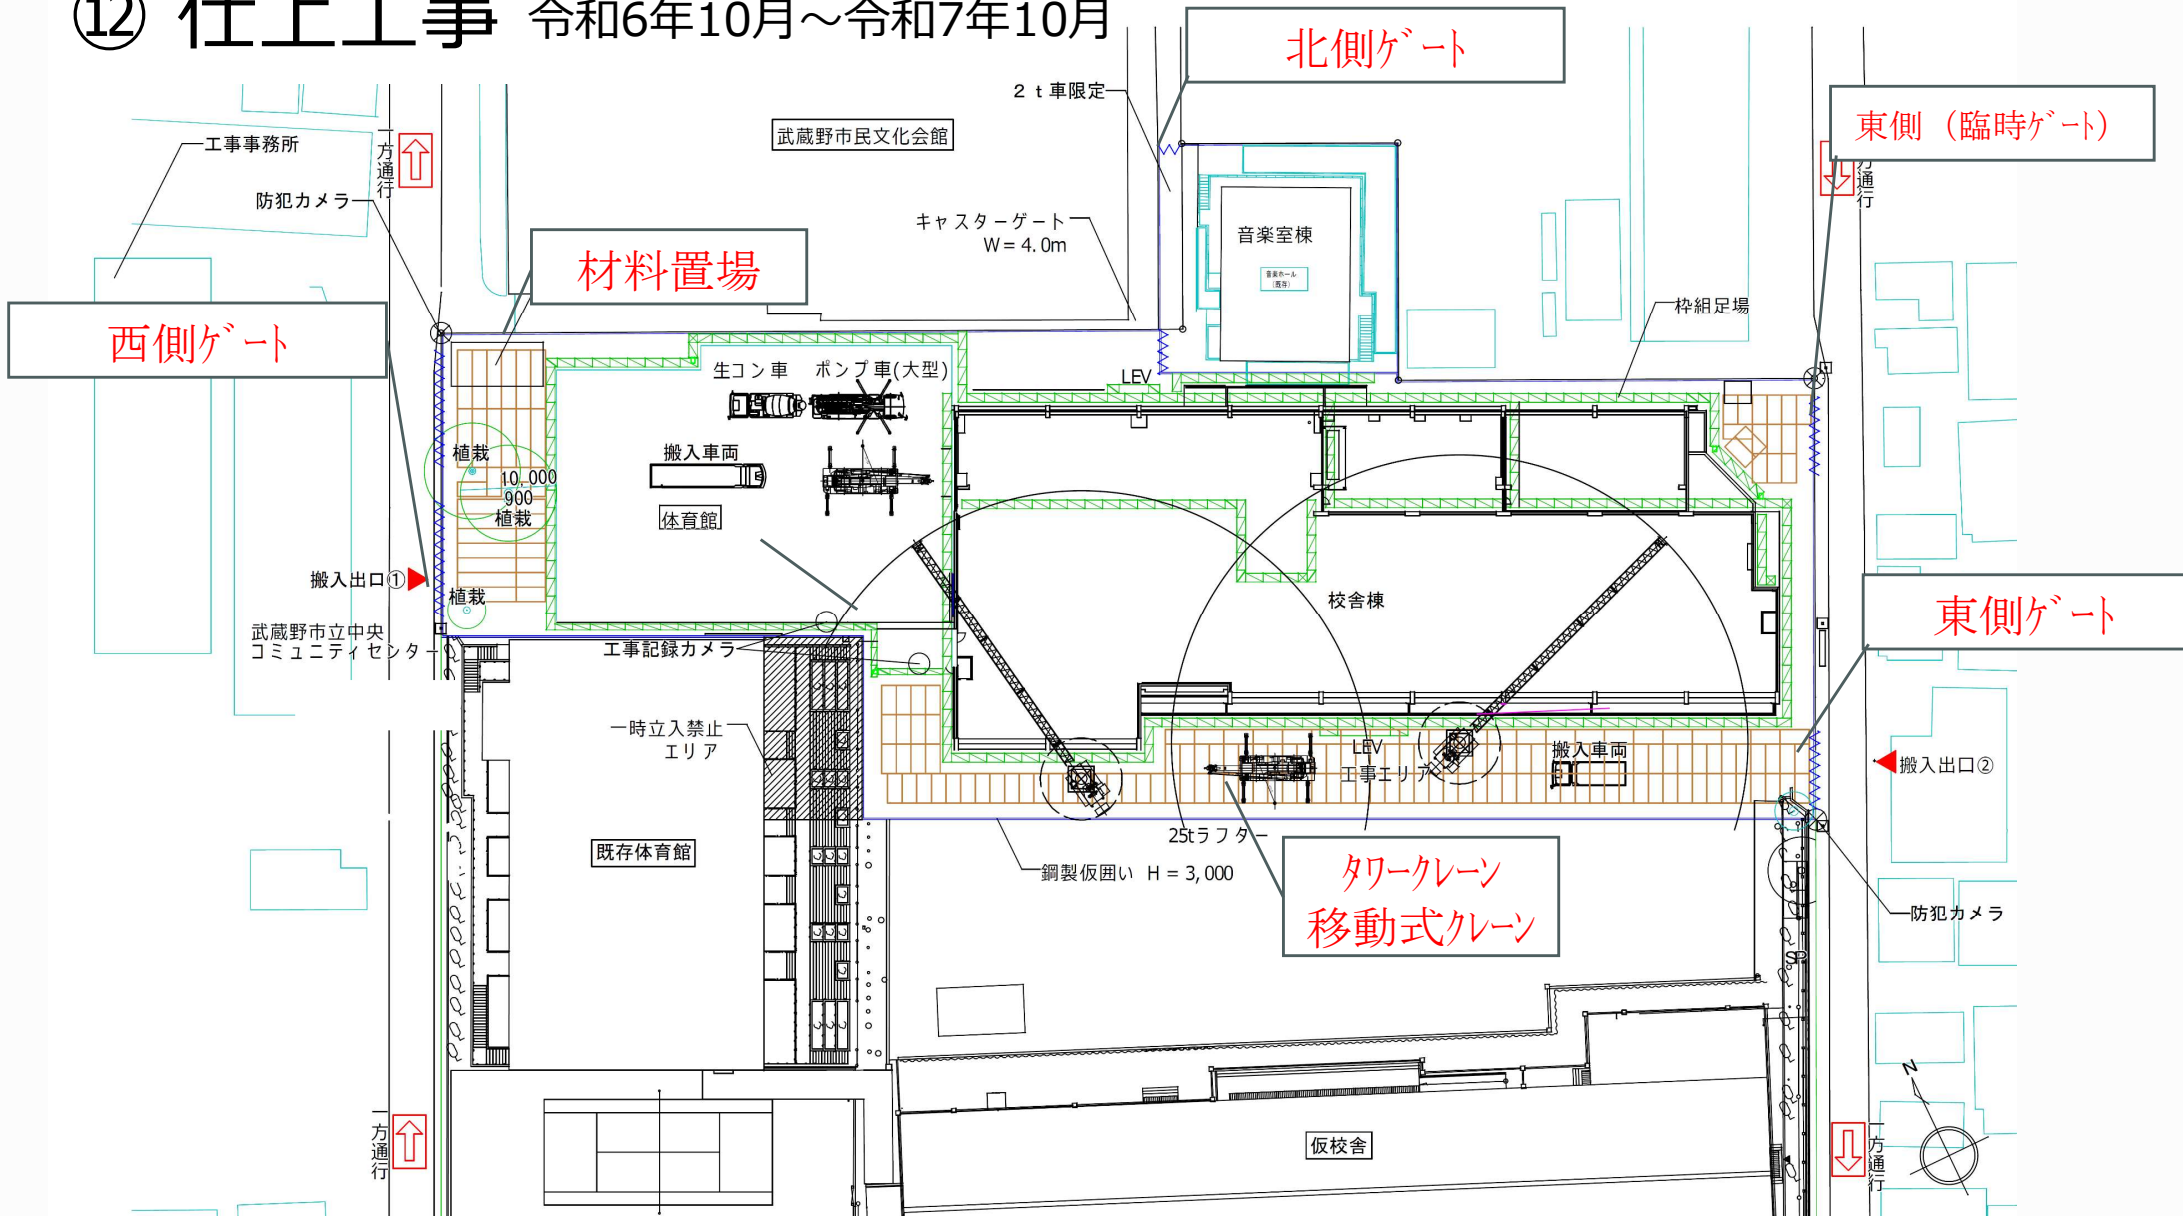 ⑫ 仕上工事 令和6年10月～令和7年10月
北側ｹﾞｰﾄ
2ｔ車限定
東側（臨時ｹﾞｰﾄ）
工事事務所
一方通行
武蔵野市民文化会館
方通行
防犯カメラ
キャスターゲート
W=4.0m
音楽室棟
音楽ホール
（既存）
材料置場
西側ｹﾞｰﾄ
枠組足場
生コン車
ポンプ車(大型)
LEV
植栽
搬入車両
10,000
900
植栽
体育館
搬入出口①
植栽
校舎棟
東側ｹﾞｰﾄ
武蔵野市立中央
コミュニティセンター
工事記録カメラ
一時立入禁止
エリア
LEV
工事エリア
搬入車両
搬入出口②
25tラフター
既存体育館
鋼製仮囲い H=3,000
ﾀﾜｰｸﾚｰﾝ
移動式ｸﾚｰﾝ
防犯カメラ
SP
N
一方通行
仮校舎
一方通行